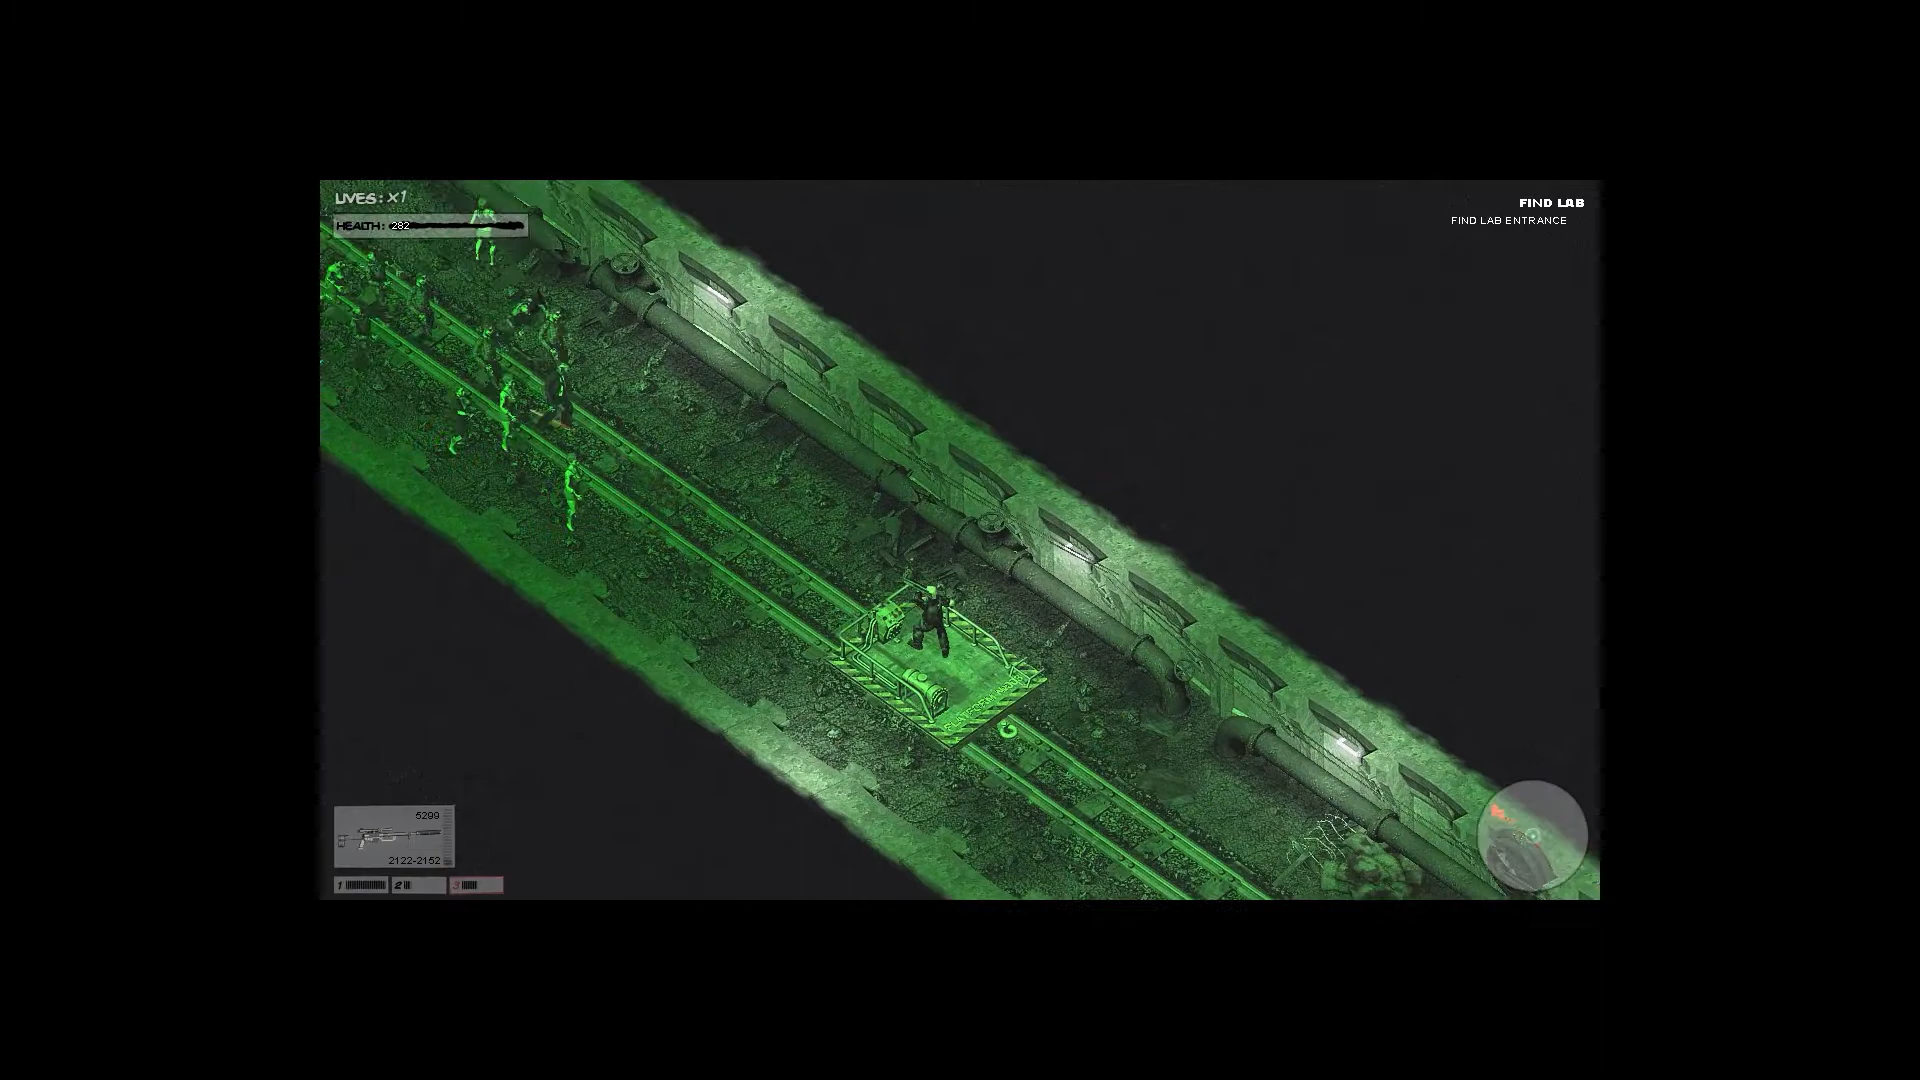 LIVES: X1
HEALTH: 282
FIND LAB
FIND LAB ENTRANCE
5299
2122-2152
1 2 3